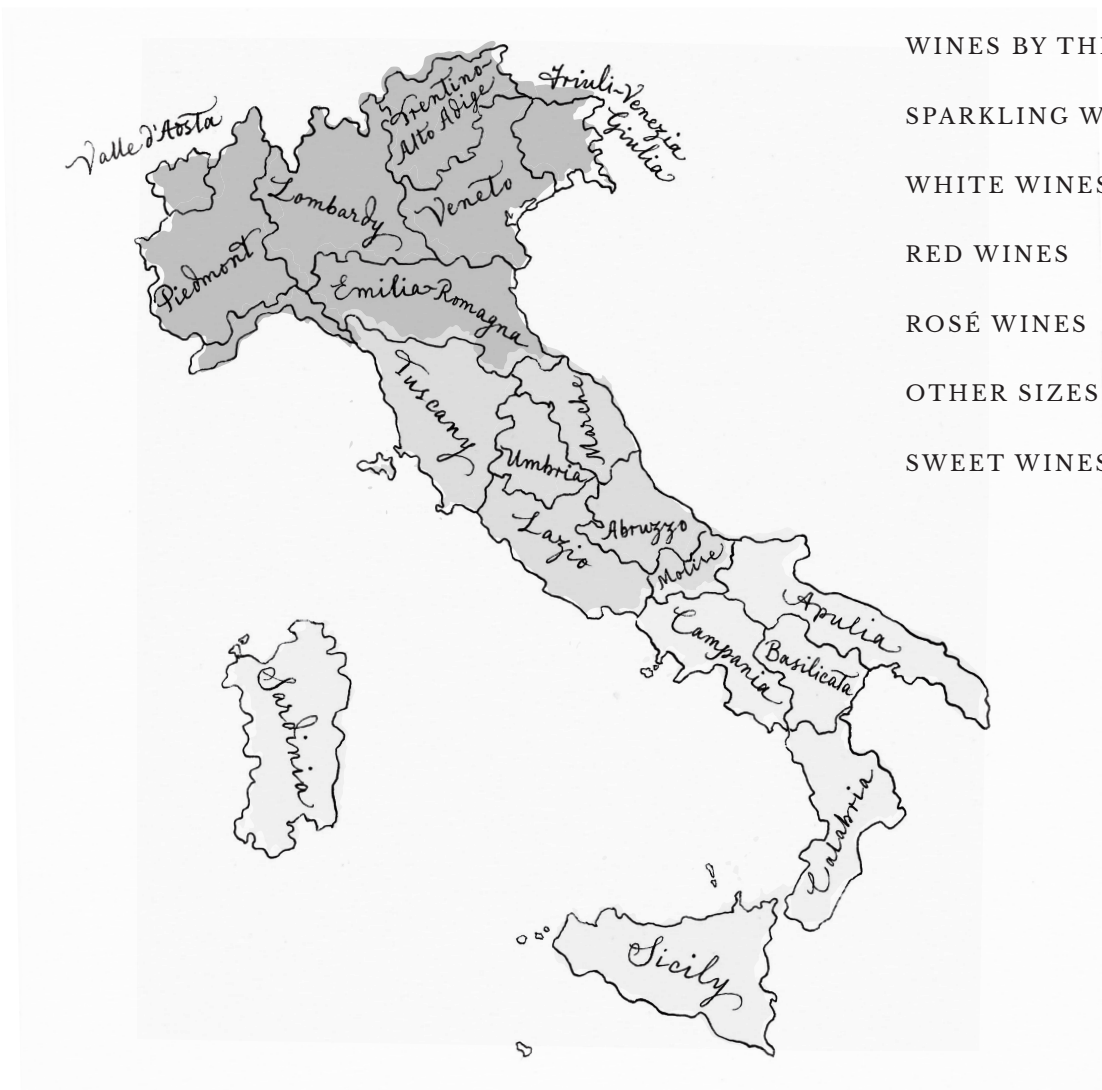 WINES BY TH
SPARKLING W
WHITE WINES
RED WINES
ROSÉ WINES
OTHER SIZES
SWEET WINES
Valle d'Aosta
Trentino-
Alto Adige
Friuli-Venezia
Giulia
Lombardy
Veneto
Piedmont
Emilia-Romagna
Tuscany
Marche
Umbria
Lazio
Abruzzo
Molise
Apulia
Campania
Basilicata
Sardinia
Calabria
Sicily